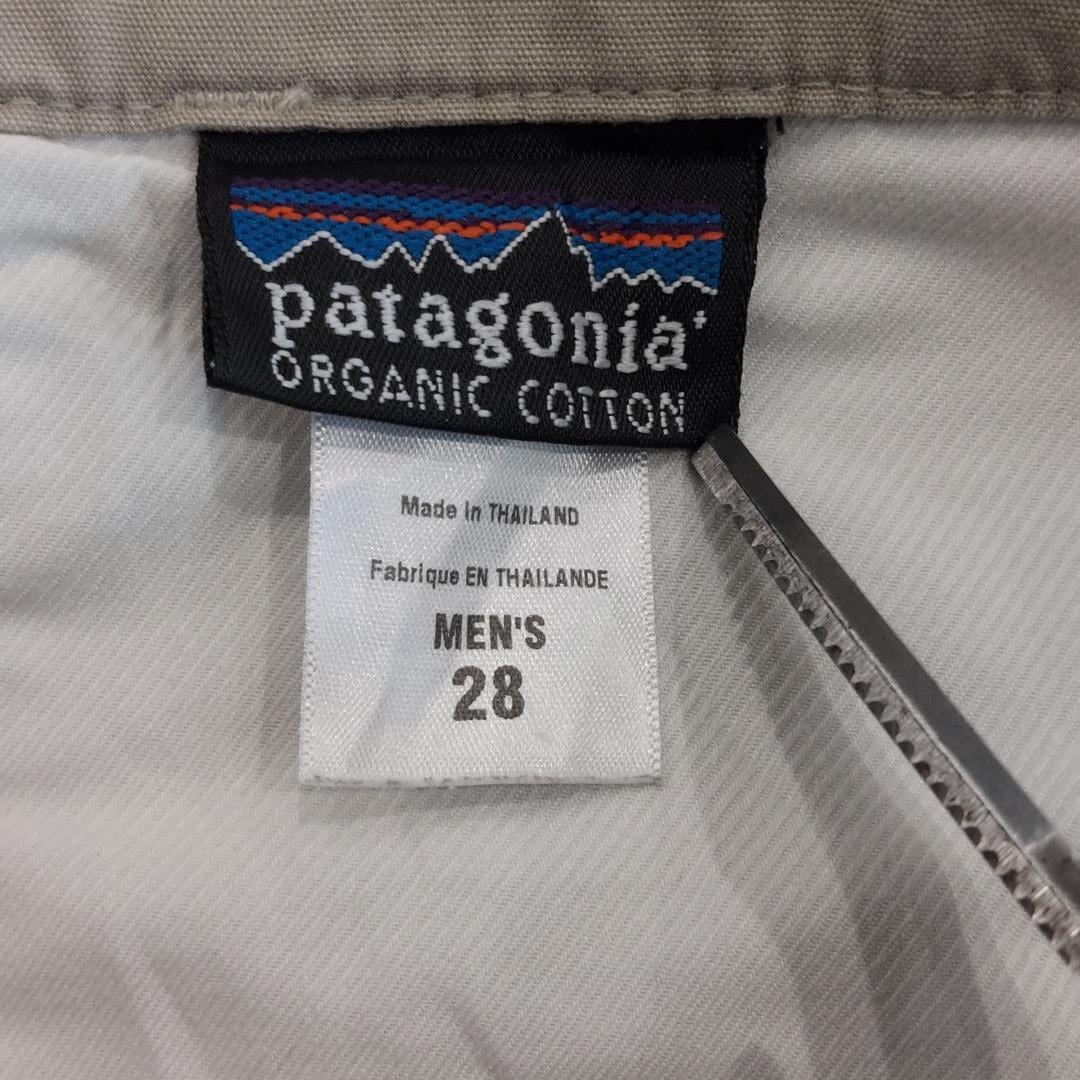 patagonia
ORGANIC COTTON
Made in THAILAND
Fabrique EN THAILANDE
MEN'S
28